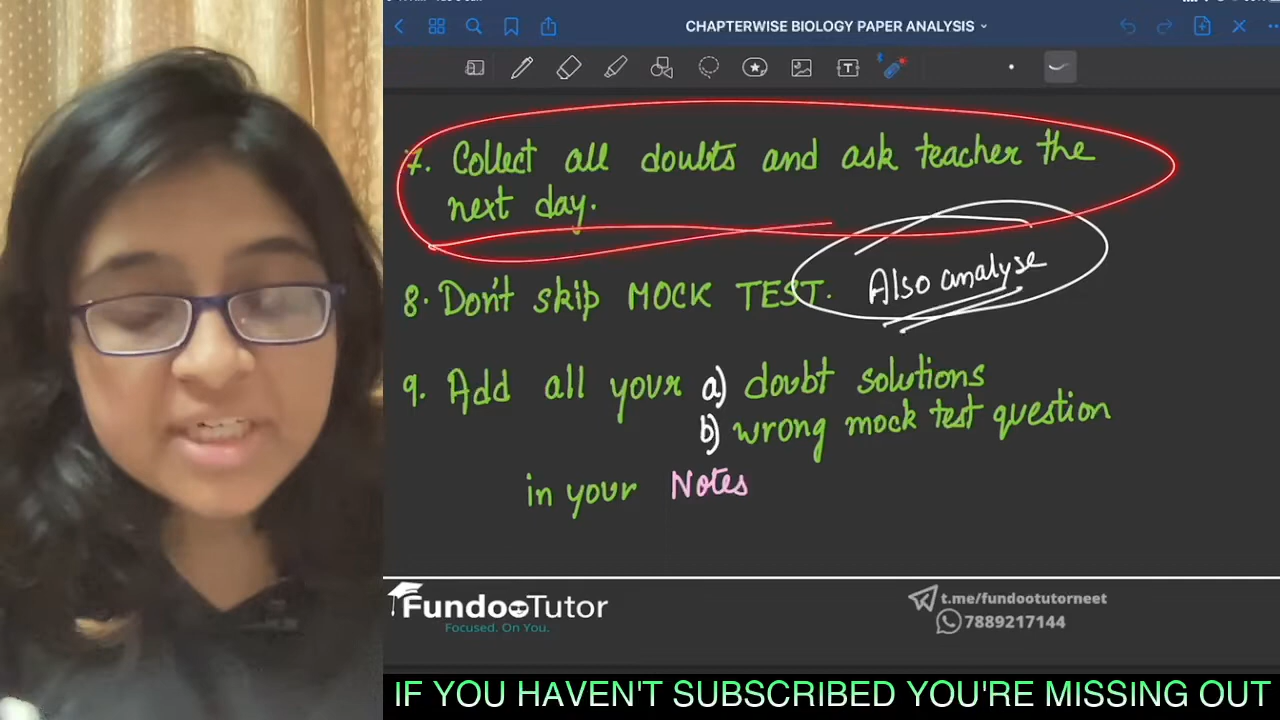 CHAPTERWISE BIOLOGY PAPER ANALYSIS
7. Collect all doubts and ask teacher the
next day.
8. Don't skip MOCK TEST. Also analyse
9. Add all your a) doubt solutions
b) wrong mock test question
in your Notes
FundooTutor
Focused. On You.
t.me/fundootutorneet
7889217144
IF YOU HAVEN'T SUBSCRIBED YOU'RE MISSING OUT